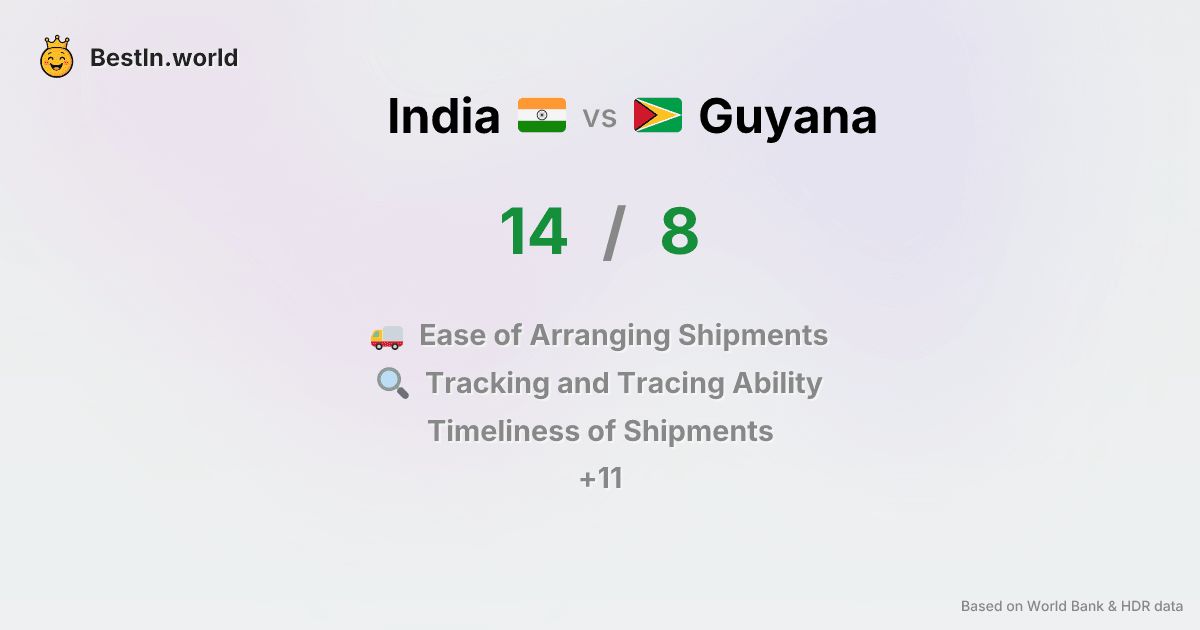 BestIn.world
India vs Guyana
14 / 8
Ease of Arranging Shipments
Tracking and Tracing Ability
Timeliness of Shipments
+11
Based on World Bank & HDR data